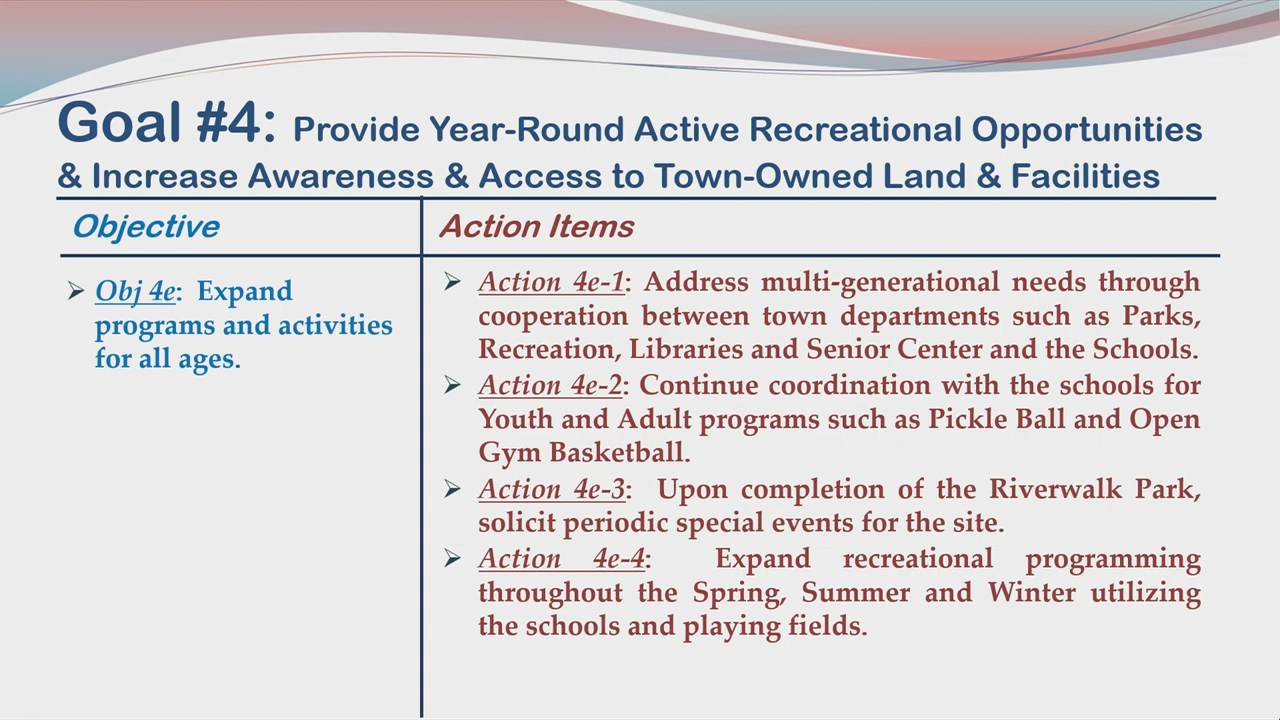 Goal #4: Provide Year-Round Active Recreational Opportunities
& Increase Awareness & Access to Town-Owned Land & Facilities
Objective
Action Items
Obj 4e: Expand
programs and activities
for all ages.
Action 4e-1: Address multi-generational needs through
cooperation between town departments such as Parks,
Recreation, Libraries and Senior Center and the Schools.
Action 4e-2: Continue coordination with the schools for
Youth and Adult programs such as Pickle Ball and Open
Gym Basketball.
Action 4e-3: Upon completion of the Riverwalk Park,
solicit periodic special events for the site.
Action 4e-4: Expand recreational programming
throughout the Spring, Summer and Winter utilizing
the schools and playing fields.